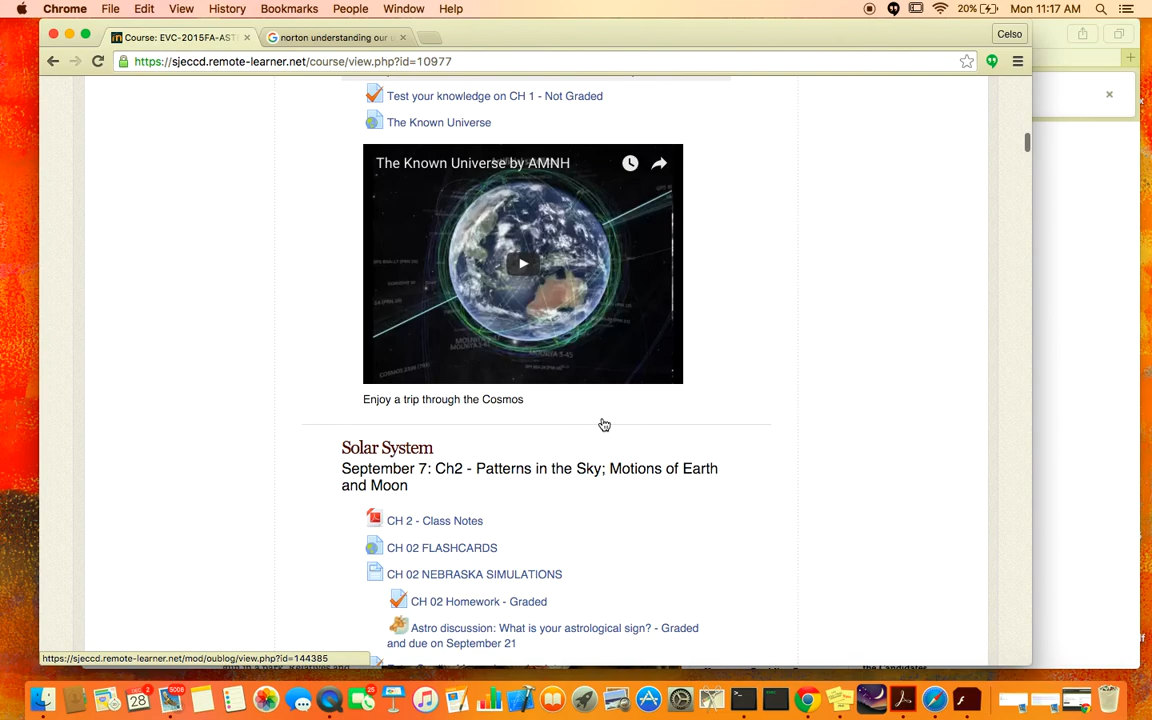 Chrome File Edit View History Bookmarks People Window Help 20% Mon 11:17 AM
Course: EVC-2015FA-AST × norton understanding our × Celso
https://sjeccd.remote-learner.net/course/view.php?id=10977
Test your knowledge on CH 1 - Not Graded
The Known Universe
The Known Universe by AMNH
Enjoy a trip through the Cosmos
Solar System
September 7: Ch2 - Patterns in the Sky; Motions of Earth
and Moon
CH 2 - Class Notes
CH 02 FLASHCARDS
CH 02 NEBRASKA SIMULATIONS
CH 02 Homework - Graded
Astro discussion: What is your astrological sign? - Graded
and due on September 21
https://sjeccd.remote-learner.net/mod/oublog/view.php?id=144385
DEC 28 2 5008 25